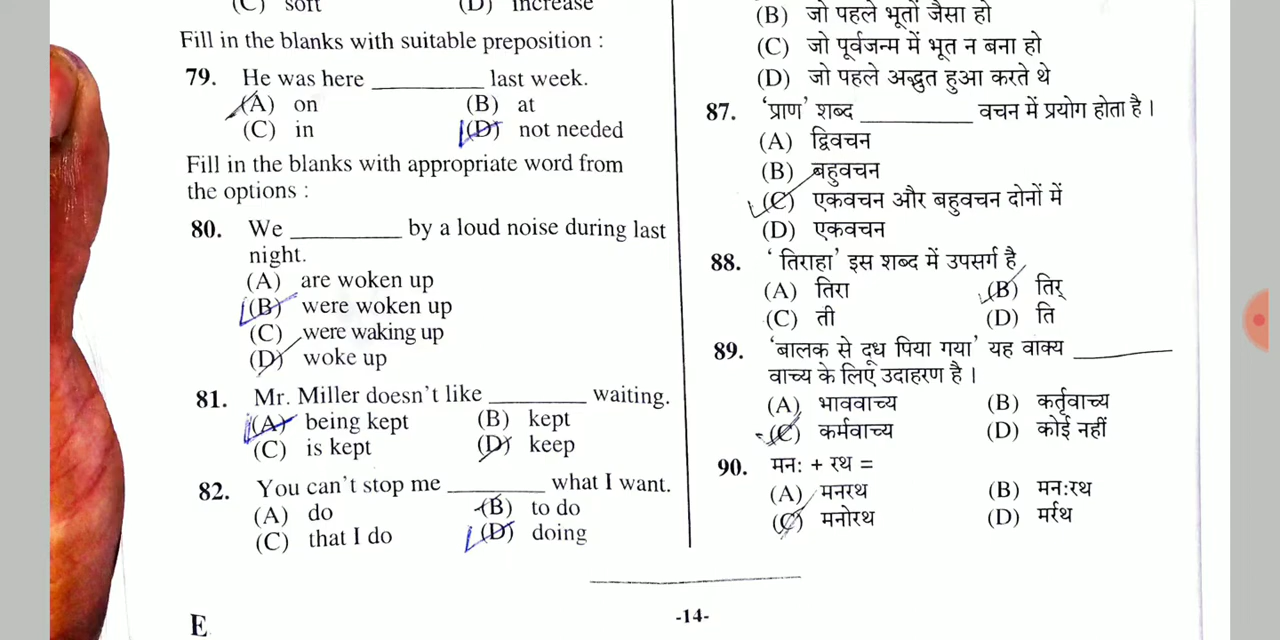 (C) soft (D) increase
Fill in the blanks with suitable preposition :
79. He was here ________ last week.
(A) on (B) at
(C) in (D) not needed
Fill in the blanks with appropriate word from
the options :
80. We ________ by a loud noise during last
night.
(A) are woken up
(B) were woken up
(C) were waking up
(D) woke up
81. Mr. Miller doesn't like ________ waiting.
(A) being kept (B) kept
(C) is kept (D) keep
82. You can't stop me ________ what I want.
(A) do (B) to do
(C) that I do (D) doing
E
(B) जो पहले भूतों जैसा हो
(C) जो पूर्वजन्म में भूत न बना हो
(D) जो पहले अद्भुत हुआ करते थे
87. 'प्राण' शब्द ________ वचन में प्रयोग होता है ।
(A) द्विवचन
(B) बहुवचन
(C) एकवचन और बहुवचन दोनों में
(D) एकवचन
88. 'तिराहा' इस शब्द में उपसर्ग है
(A) तिरा (B) तिर्
(C) ती (D) ति
89. 'बालक से दूध पिया गया' यह वाक्य ________
वाच्य के लिए उदाहरण है ।
(A) भाववाच्य (B) कर्तृवाच्य
(C) कर्मवाच्य (D) कोई नहीं
90. मन: + रथ =
(A) मनरथ (B) मन:रथ
(C) मनोरथ (D) मर्रथ
-14-